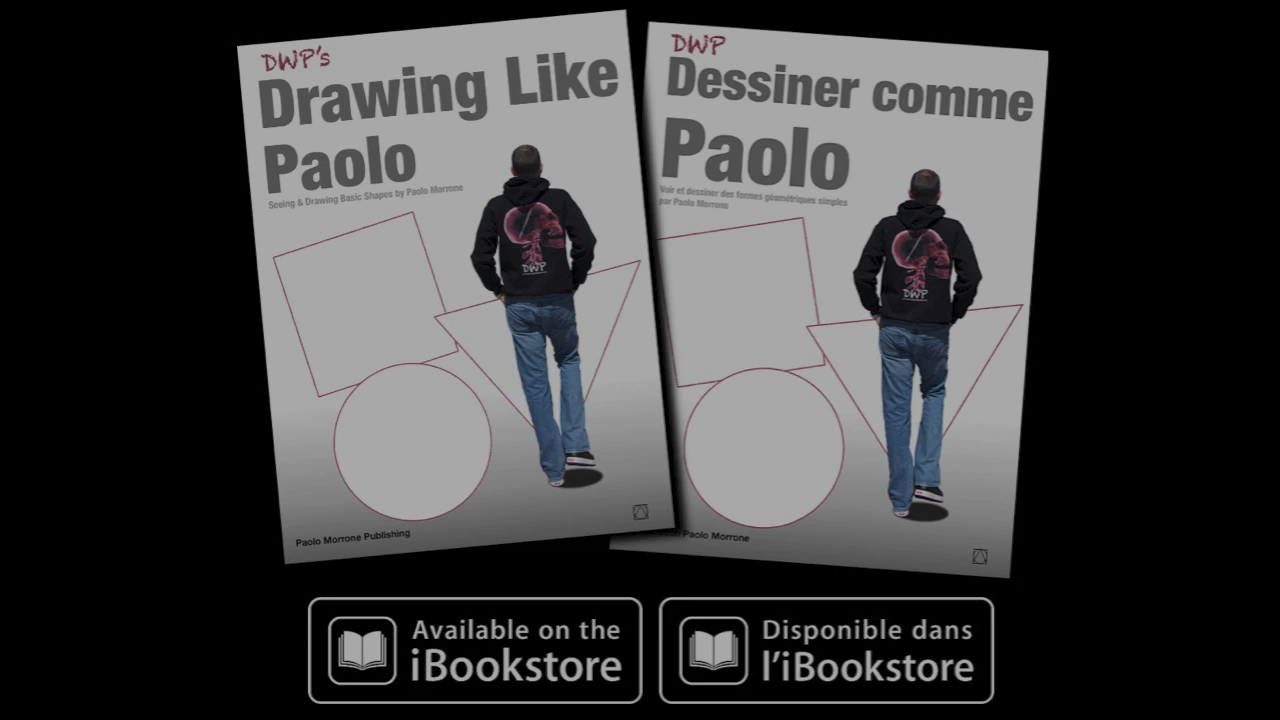 DWP's
Drawing Like
Paolo
Seeing & Drawing Basic Shapes by Paolo Morrone
DWP
Paolo Morrone Publishing
DWP
Dessiner comme
Paolo
Voir et dessiner des formes géométriques simples
par Paolo Morrone
DWP
Paolo Morrone
Available on the
iBookstore
Disponible dans
l'iBookstore